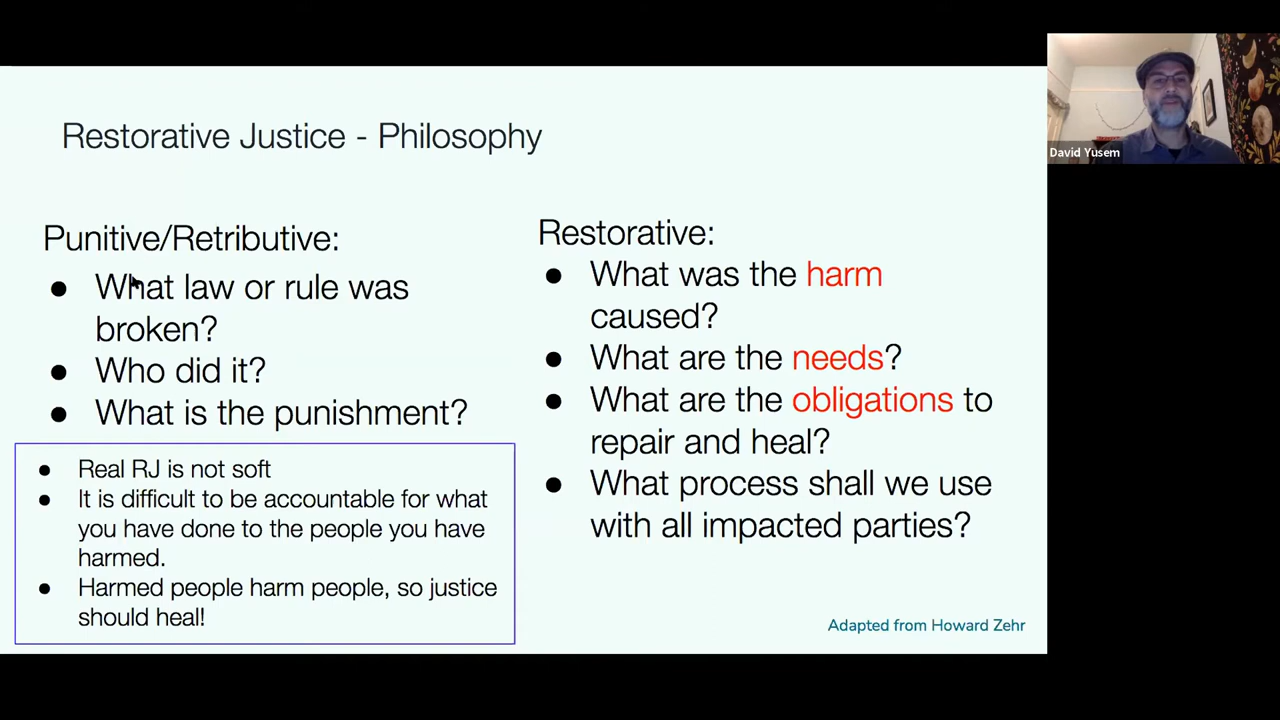 Restorative Justice - Philosophy
Punitive/Retributive:
● What law or rule was
broken?
● Who did it?
● What is the punishment?
● Real RJ is not soft
● It is difficult to be accountable for what
you have done to the people you have
harmed.
● Harmed people harm people, so justice
should heal!
Restorative:
● What was the harm
caused?
● What are the needs?
● What are the obligations to
repair and heal?
● What process shall we use
with all impacted parties?
Adapted from Howard Zehr
David Yusem